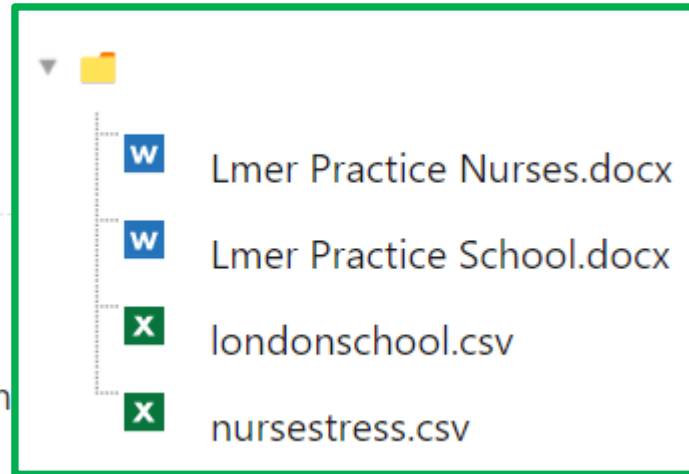 Lmer Practice Nurses.docx
Lmer Practice School.docx
londonschool.csv
nursestress.csv